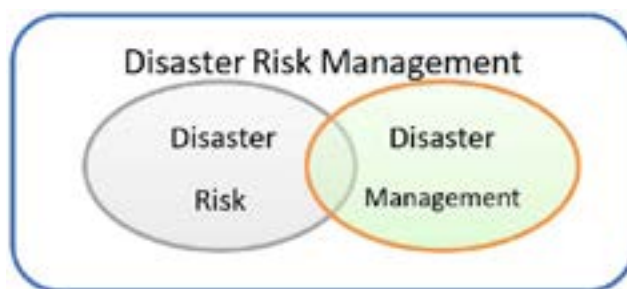 Disaster Risk Management
Disaster
Risk
Disaster
Management